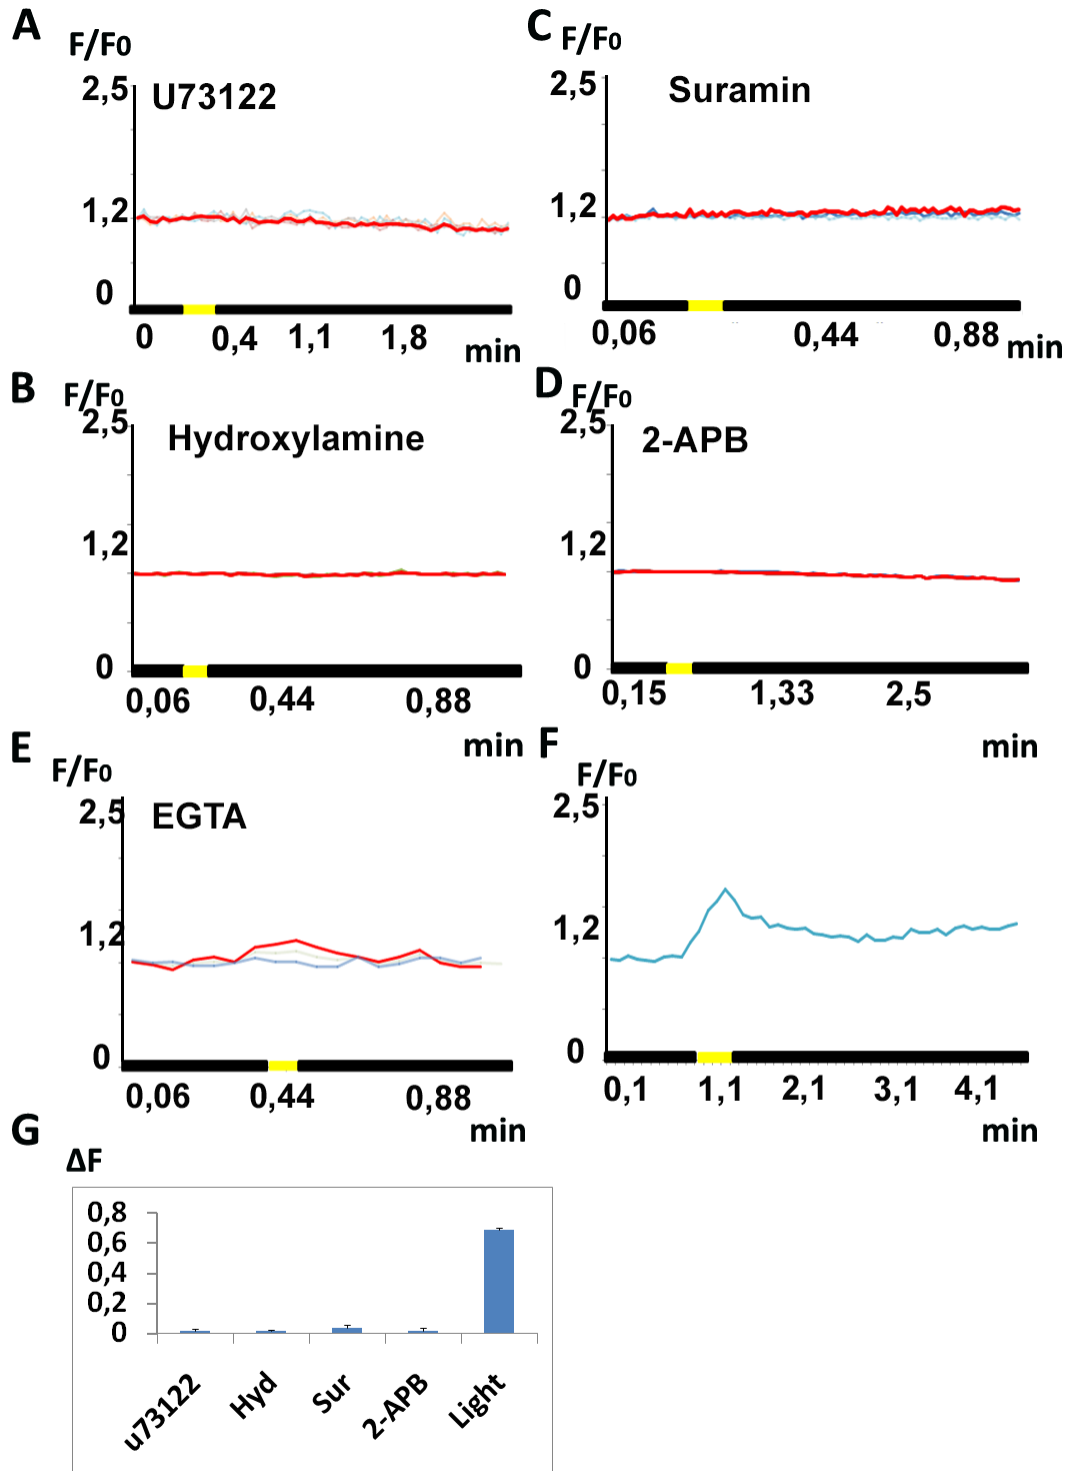 A
F/F0
2,5
U73122
1,2
0
0 0,4 1,1 1,8 min
C
F/F0
2,5
Suramin
1,2
0
0,06 0,44 0,88 min
B
F/F0
2,5
Hydroxylamine
1,2
0
0,06 0,44 0,88
min
D
F/F0
2,5
2-APB
1,2
0
0,15 1,33 2,5
min
E
F/F0
2,5
EGTA
1,2
0
0,06 0,44 0,88
min
F
F/F0
2,5
1,2
0
0,1 1,1 2,1 3,1 4,1
min
G
ΔF
0,8
0,6
0,4
0,2
0
u73122 Hyd Sur 2-APB Light